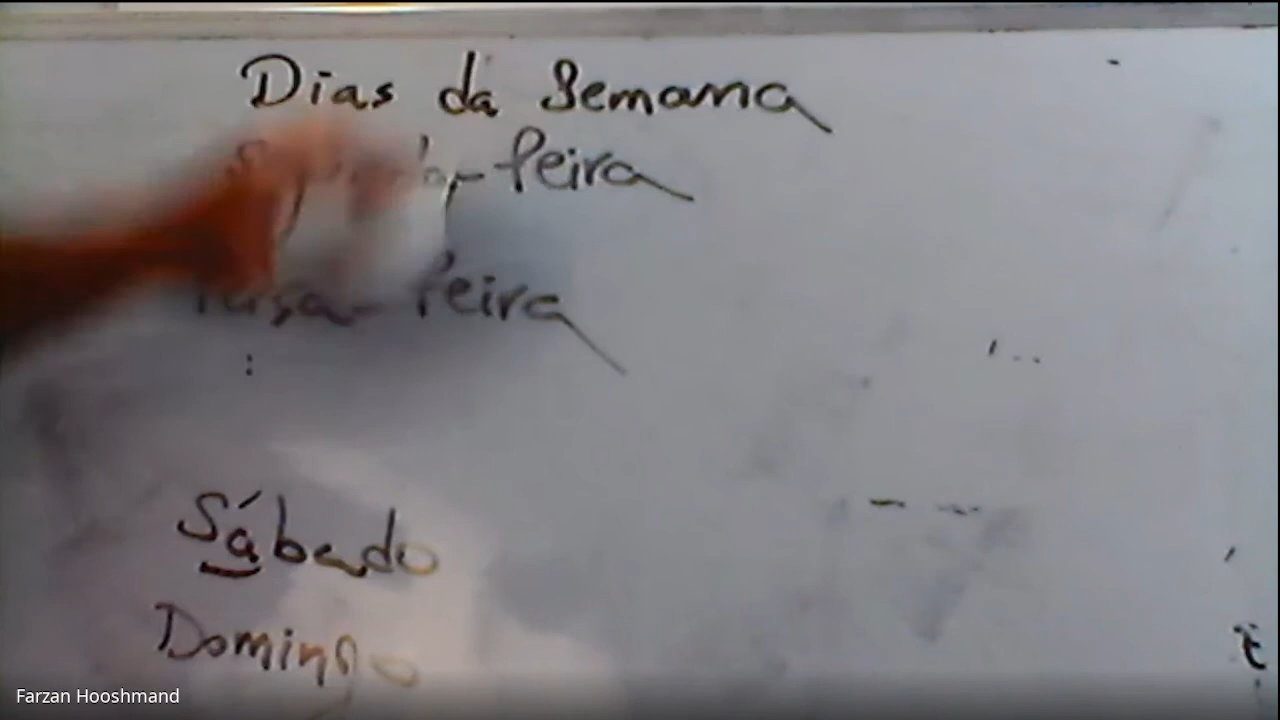 Dias da Semana
feira
feira
:
Sábado
Domingo
Farzan Hooshmand